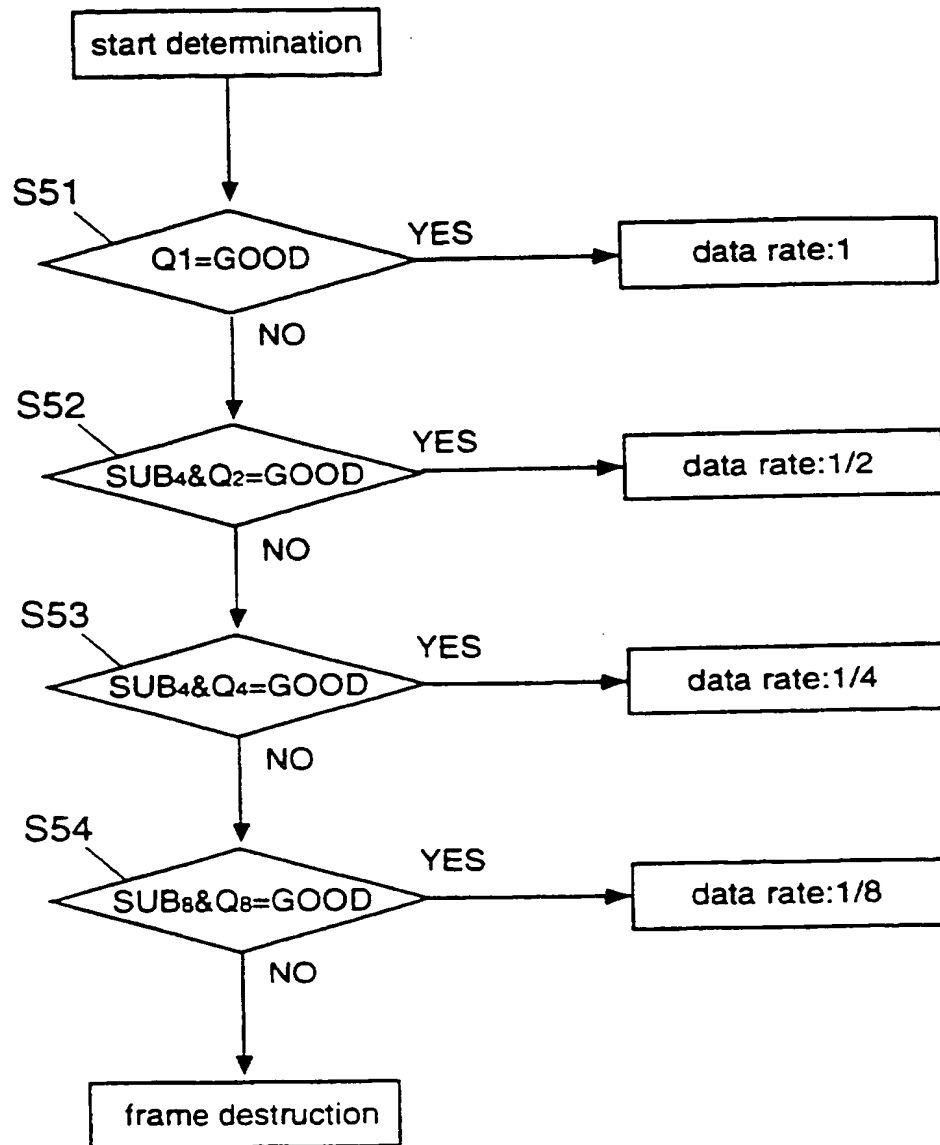 start determination
S51
Q1=GOOD
YES
data rate:1
NO
S52
SUB4&Q2=GOOD
YES
data rate:1/2
NO
S53
SUB4&Q4=GOOD
YES
data rate:1/4
NO
S54
SUB8&Q8=GOOD
YES
data rate:1/8
NO
frame destruction